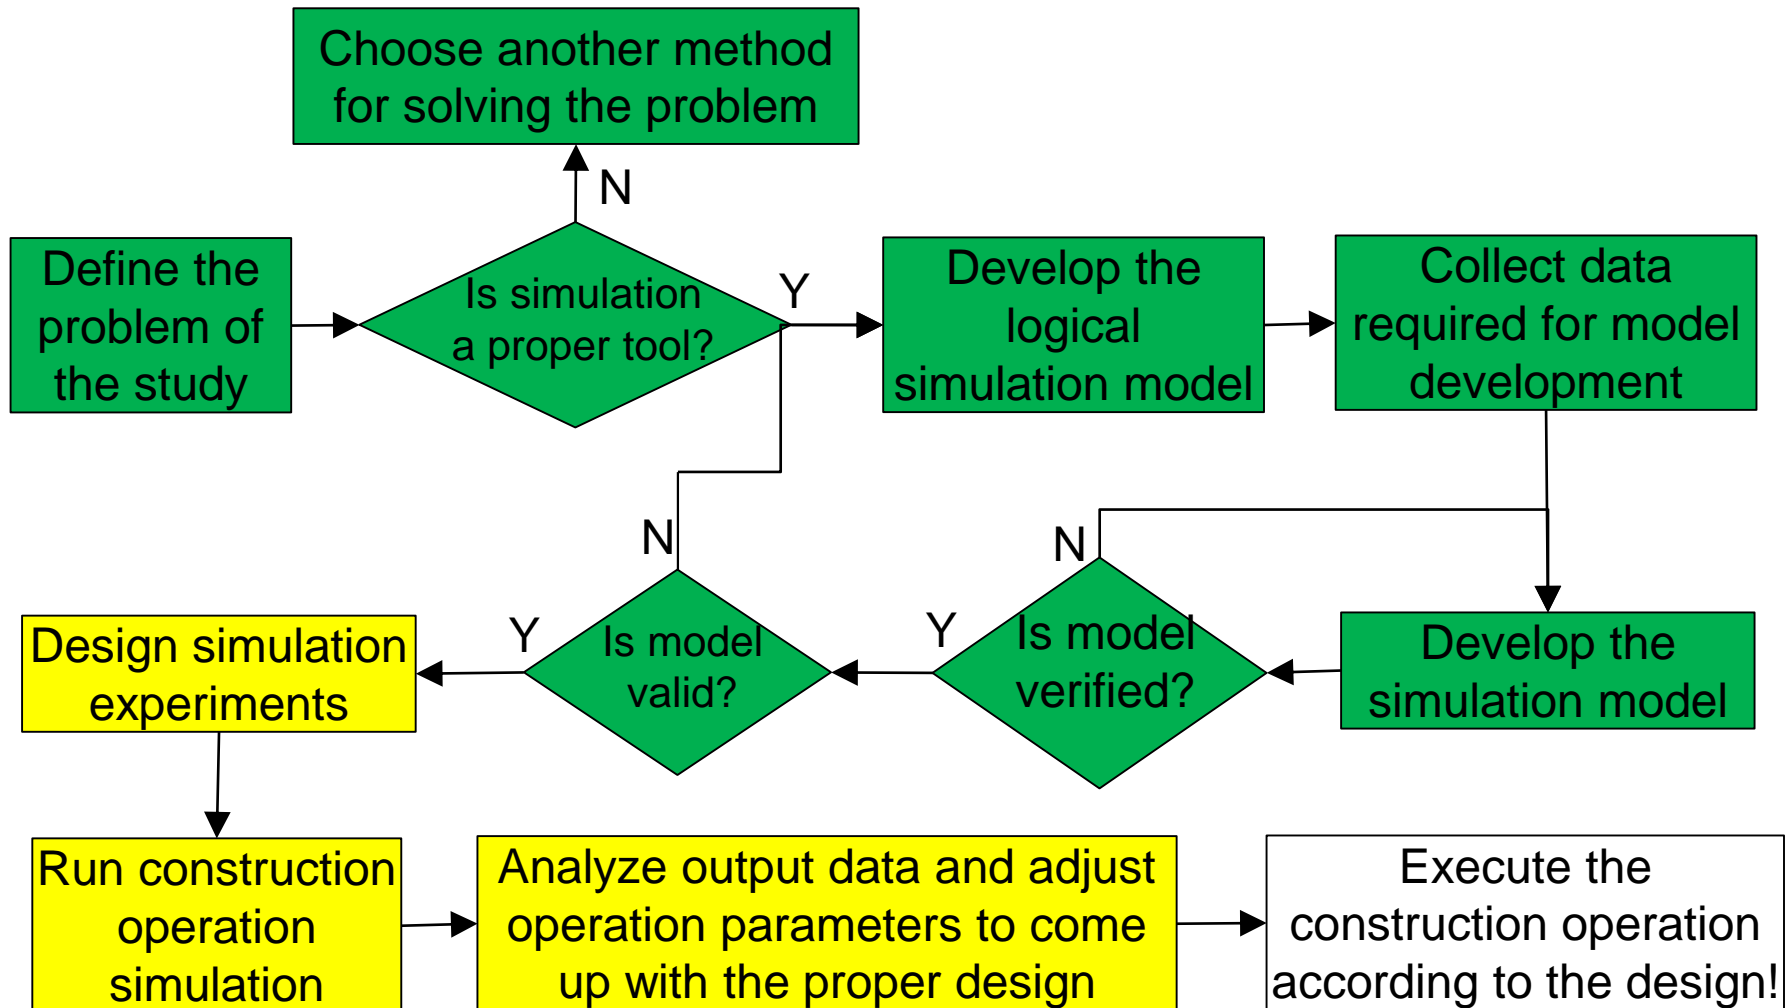 Choose another method
for solving the problem
N
Define the
problem of
the study
Is simulation
a proper tool?
Y
Develop the
logical
simulation model
Collect data
required for model
development
N
N
Design simulation
experiments
Y
Is model
valid?
Y
Is model
verified?
Develop the
simulation model
Run construction
operation
simulation
Analyze output data and adjust
operation parameters to come
up with the proper design
Execute the
construction operation
according to the design!